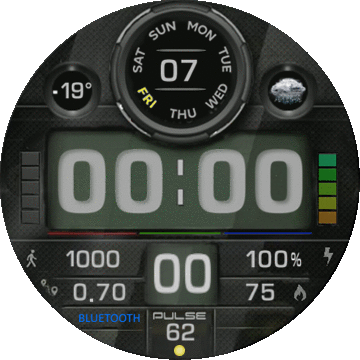 SAT SUN MON TUE WED THU FRI
07
-19°
00:00
1000 00 100%
0.70 75
BLUETOOTH PULSE
62